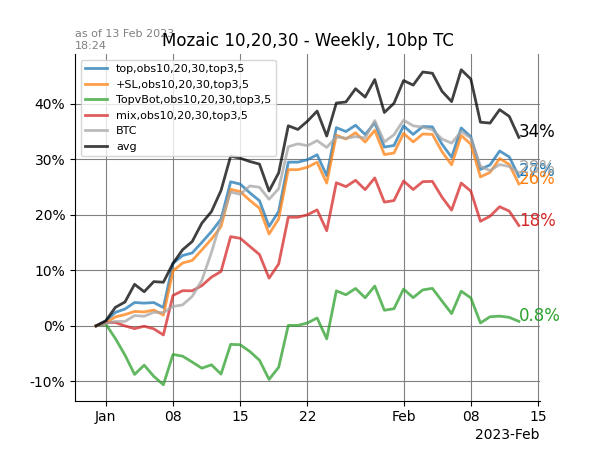 as of 13 Feb 2023
18:24
Mozaic 10,20,30 - Weekly, 10bp TC
top,obs10,20,30,top3,5
+SL,obs10,20,30,top3,5
TopvBot,obs10,20,30,top3,5
mix,obs10,20,30,top3,5
BTC
avg
40%
30%
20%
10%
0%
-10%
34%
26%
18%
0.8%
Jan
08
15
22
Feb
08
15
2023-Feb